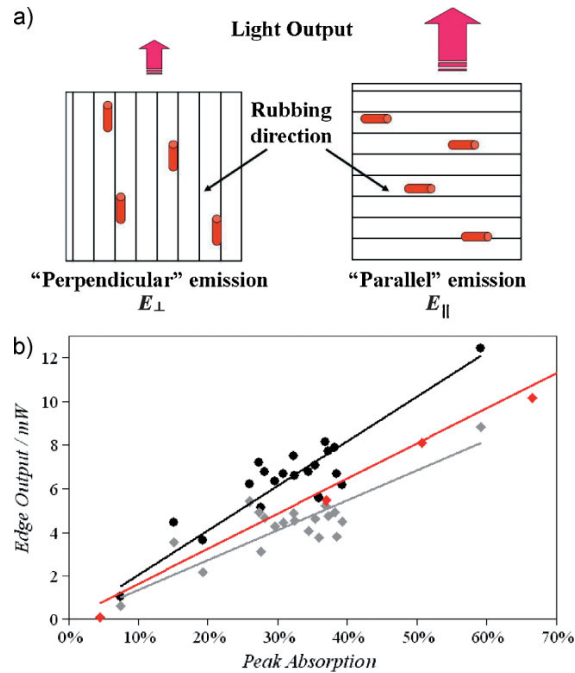 a)
Light Output
Rubbing
direction
"Perpendicular" emission
E⊥
"Parallel" emission
E||
b)
12
10
8
6
4
2
0
Edge Output / mW
0% 10% 20% 30% 40% 50% 60% 70%
Peak Absorption